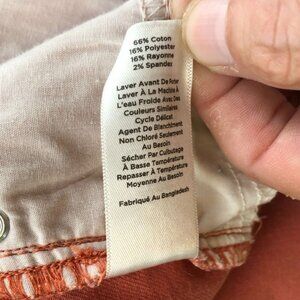 66% Coton
16% Polyester
16% Rayonne
2% Spandex
Laver Avant De Porter
Laver À La Machine À
L'eau Froide Avec Des
Couleurs Similaires
Cycle Délicat
Agent De Blanchiment
Non Chloré Seulement
Au Besoin
Sécher Par Culbutage
À Basse Température
Repasser À Température
Moyenne Au Besoin
Fabriqué Au Bangladesh